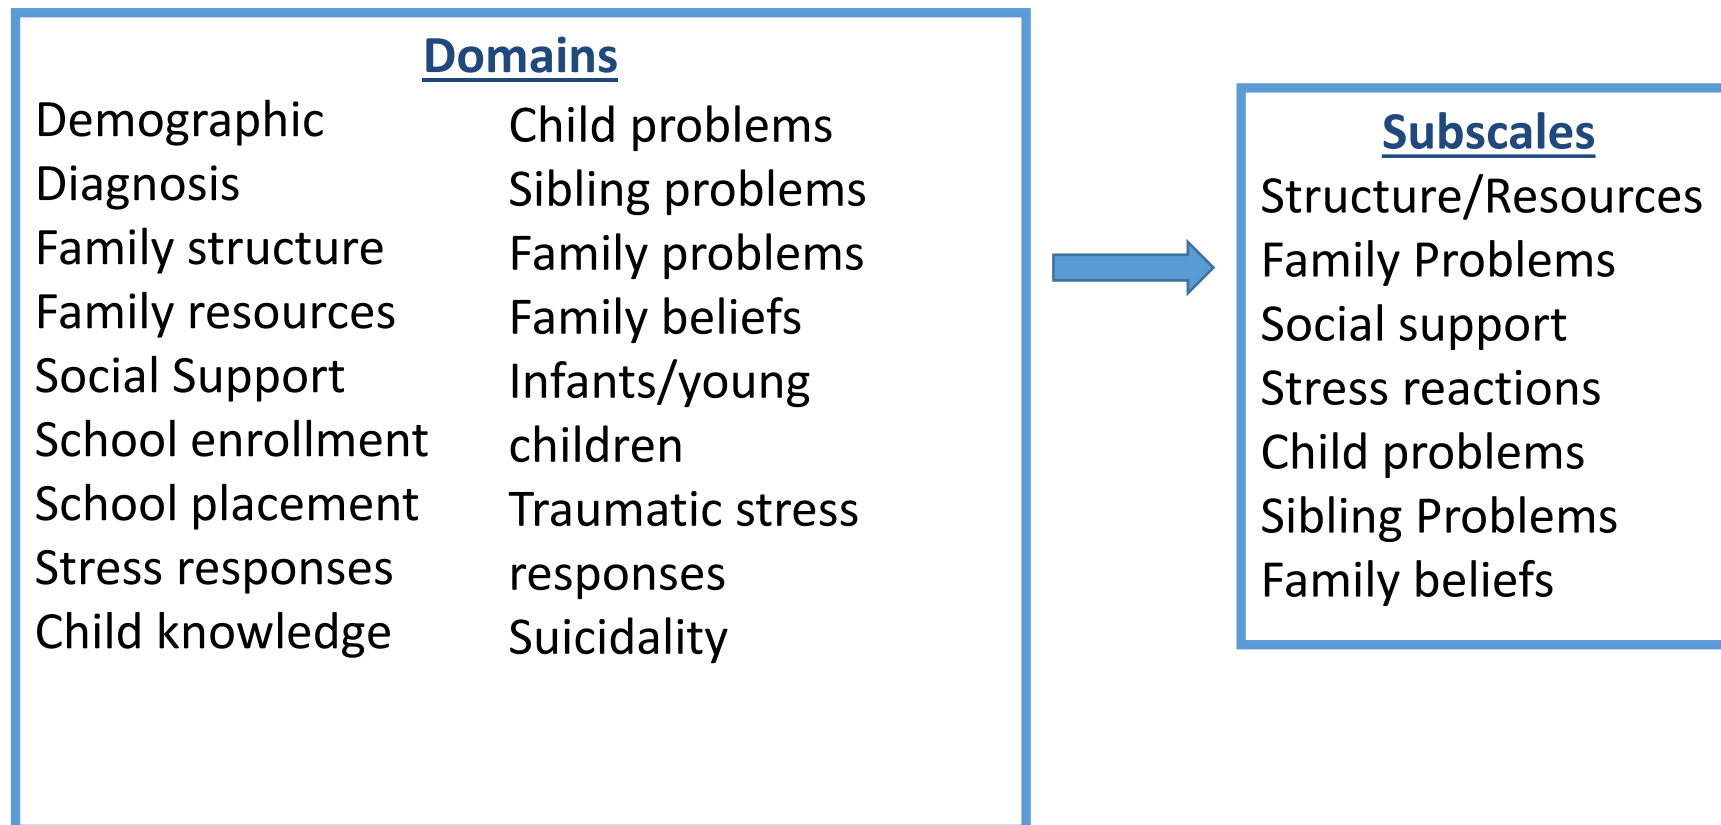 Domains
Demographic
Diagnosis
Family structure
Family resources
Social Support
School enrollment
School placement
Stress responses
Child knowledge
Child problems
Sibling problems
Family problems
Family beliefs
Infants/young
children
Traumatic stress
responses
Suicidality
Subscales
Structure/Resources
Family Problems
Social support
Stress reactions
Child problems
Sibling Problems
Family beliefs